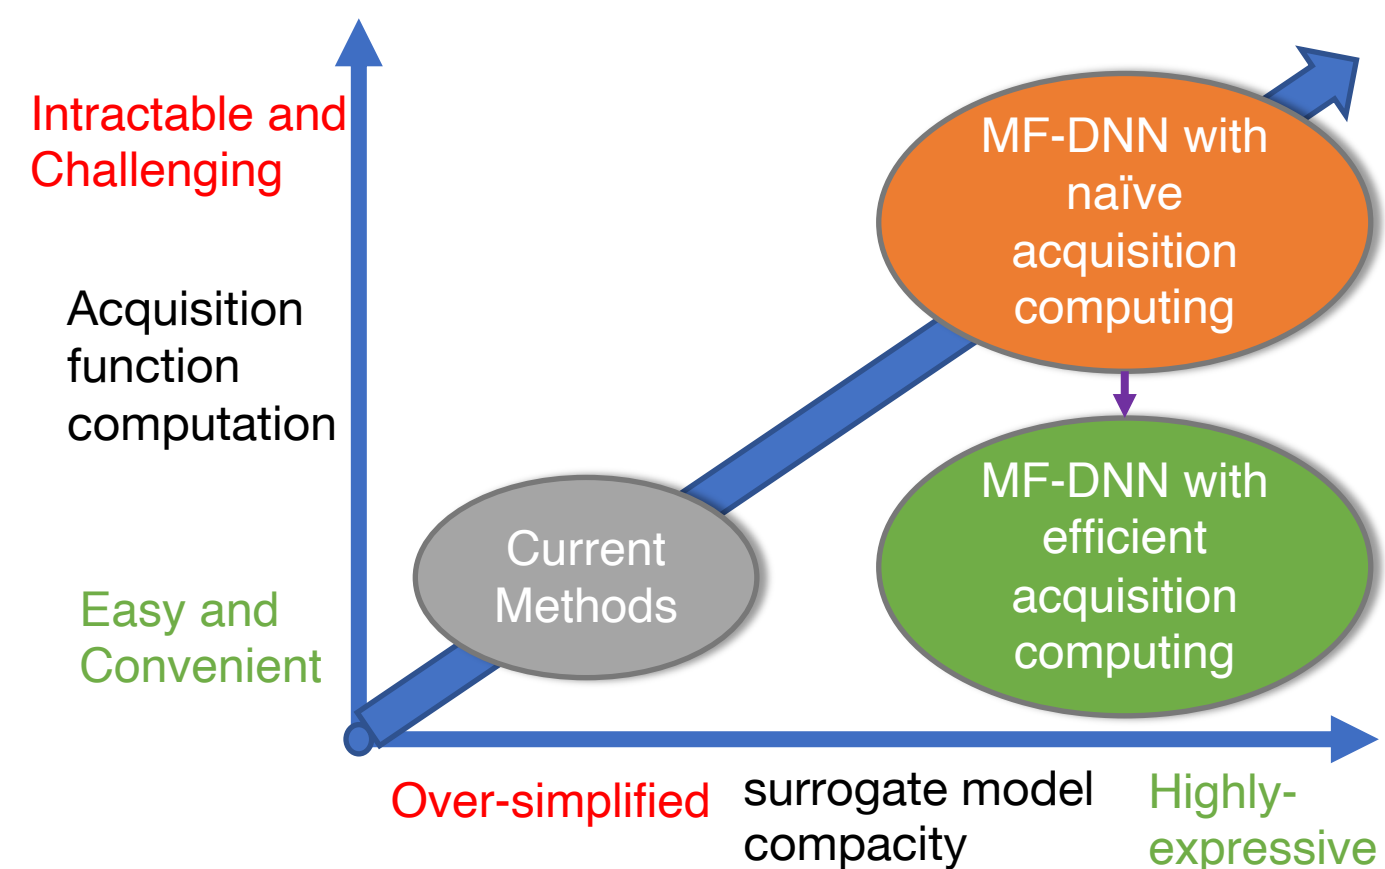 Intractable and
Challenging
Acquisition
function
computation
Easy and
Convenient
MF-DNN with
naïve
acquisition
computing
MF-DNN with
efficient
acquisition
computing
Current
Methods
Over-simplified
surrogate model
compacity
Highly-
expressive